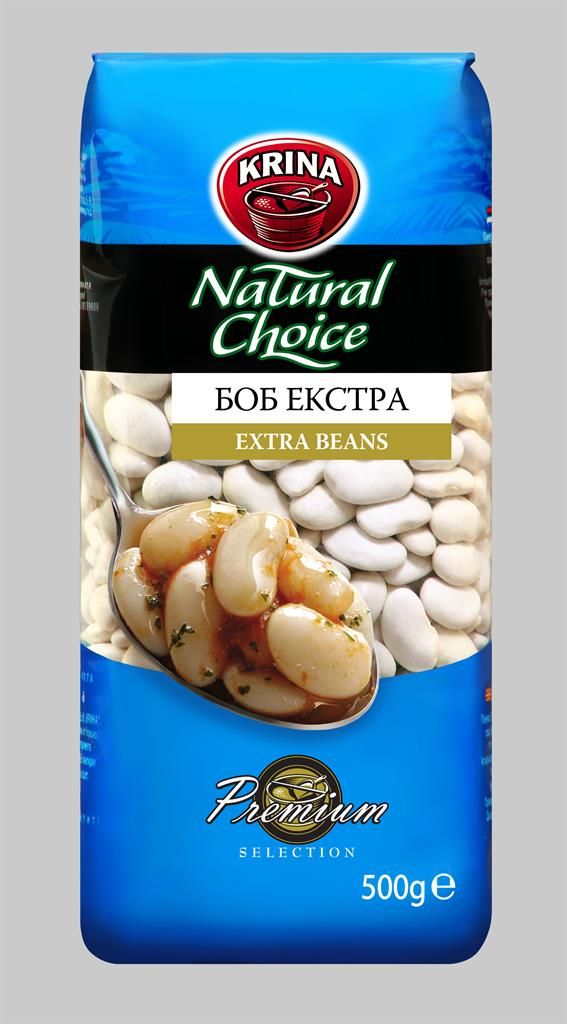 KRINA
Natural
Choice
БОБ ЕКСТРА
EXTRA BEANS
Premium
SELECTION
500g ℮